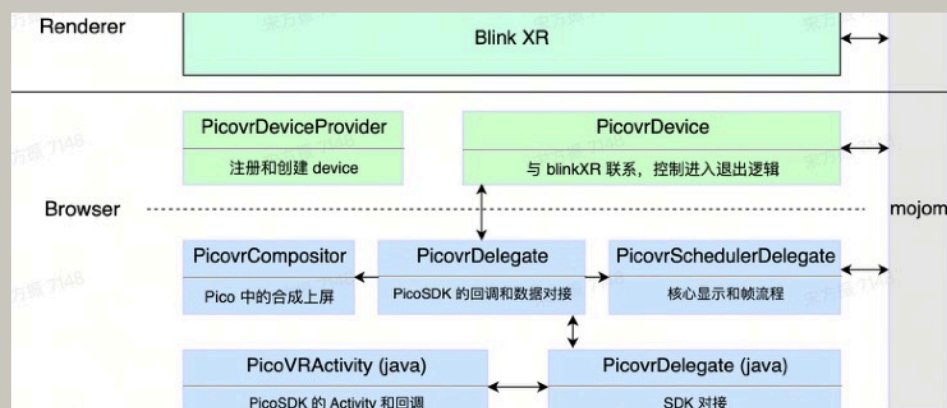 Renderer
Blink XR
PicovrDeviceProvider
PicovrDevice
注册和创建 device
与 blinkXR 联系，控制进入退出逻辑
Browser
mojom
PicovrCompositor
PicovrDelegate
PicovrSchedulerDelegate
Pico 中的合成上屏
PicoSDK 的回调和数据对接
核心显示和帧流程
PicoVRActivity (java)
PicovrDelegate (java)
PicoSDK 的 Activity 和回调
SDK 对接